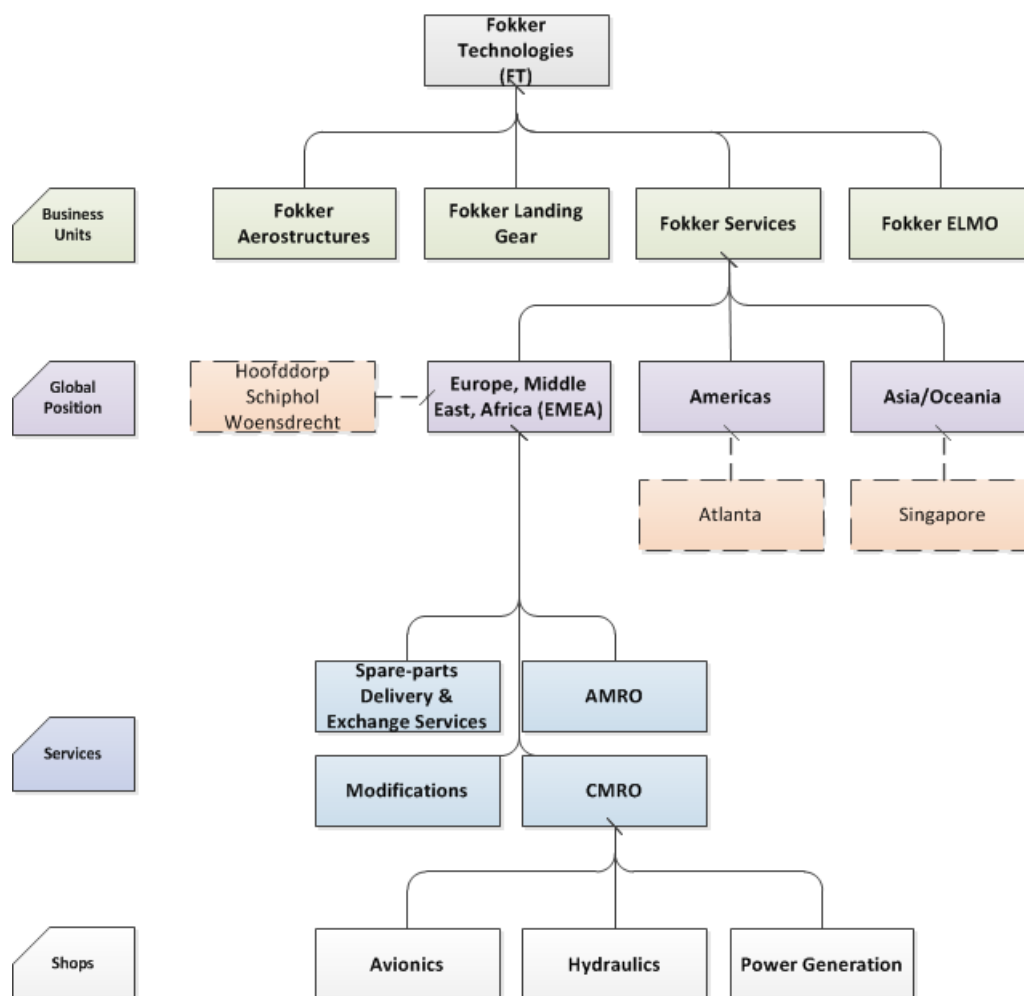 Fokker
Technologies
(FT)
Business
Units
Fokker
Aerostructures
Fokker Landing
Gear
Fokker Services
Fokker ELMO
Global
Position
Hoofddorp
Schiphol
Woensdrecht
Europe, Middle
East, Africa (EMEA)
Americas
Asia/Oceania
Atlanta
Singapore
Services
Spare-parts
Delivery &
Exchange Services
AMRO
Modifications
CMRO
Shops
Avionics
Hydraulics
Power Generation